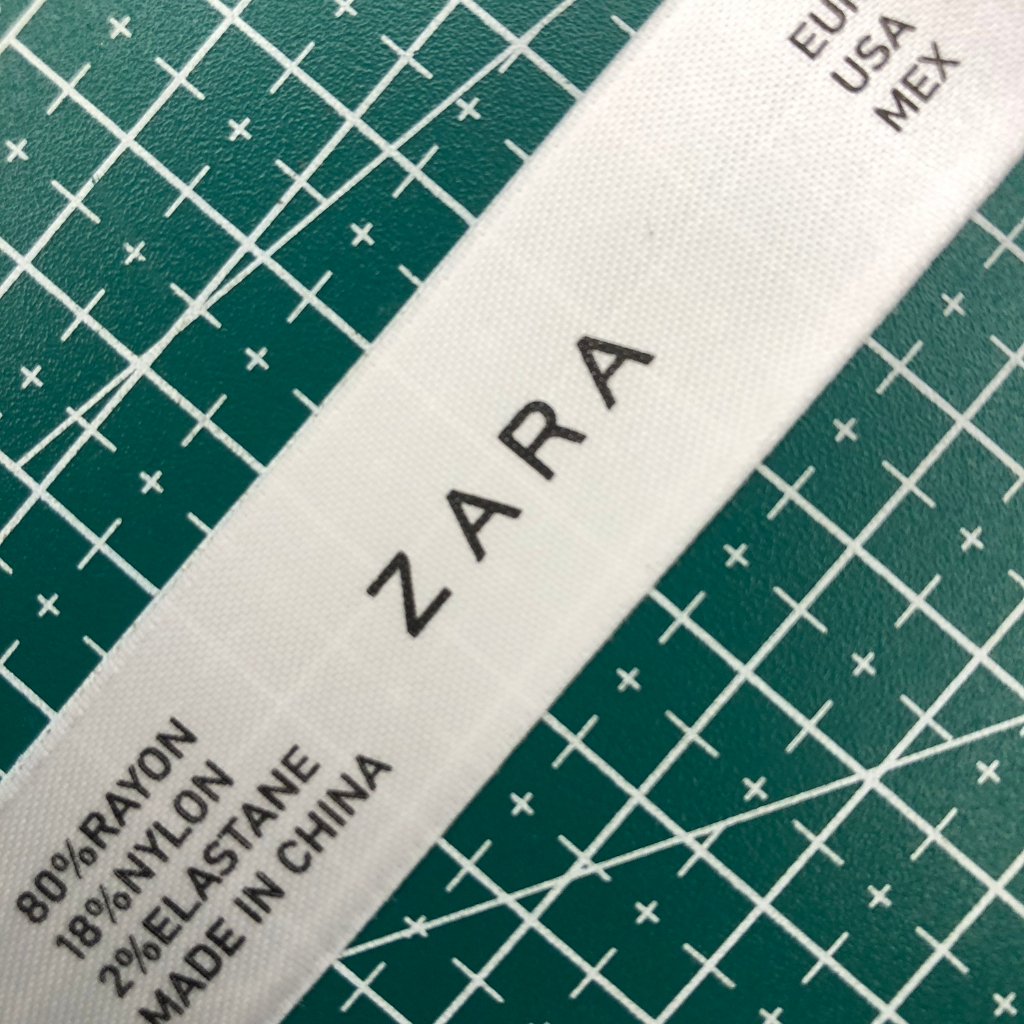 USA
MEX
ZARA
80%RAYON
18%NYLON
2%ELASTANE
MADE IN CHINA